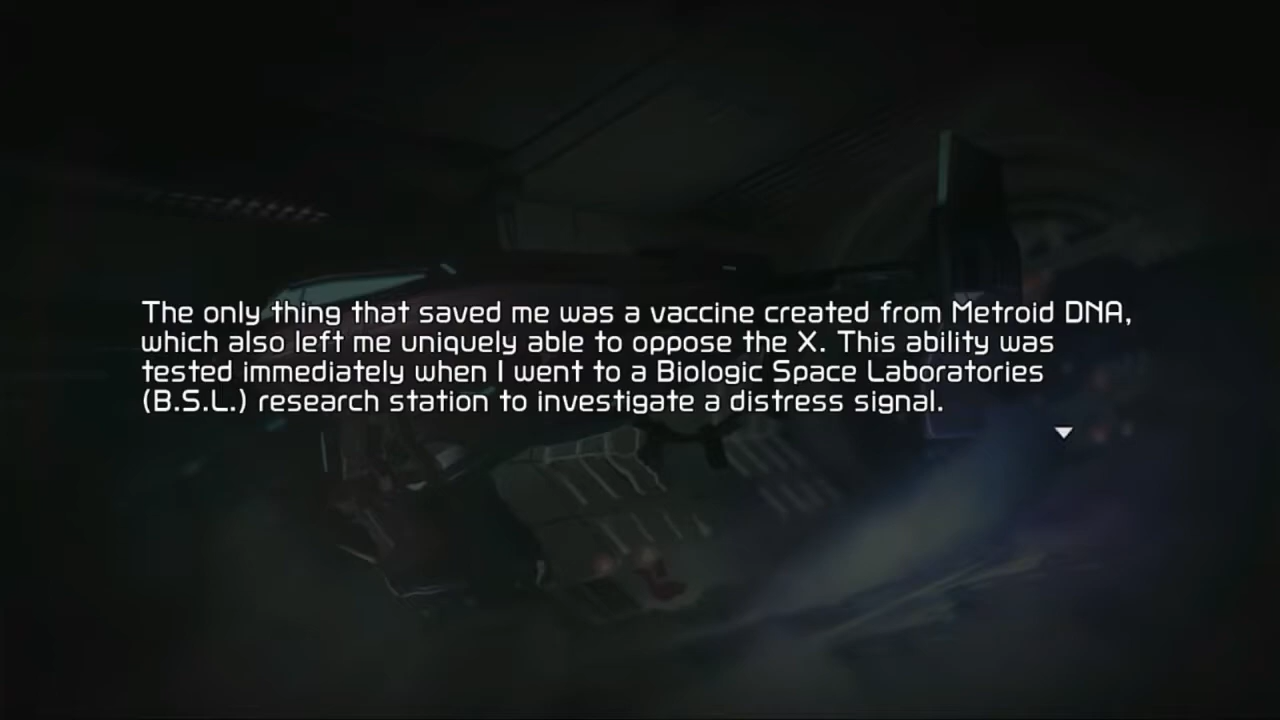 The only thing that saved me was a vaccine created from Metroid DNA,
which also left me uniquely able to oppose the X. This ability was
tested immediately when I went to a Biologic Space Laboratories
(B.S.L.) research station to investigate a distress signal.